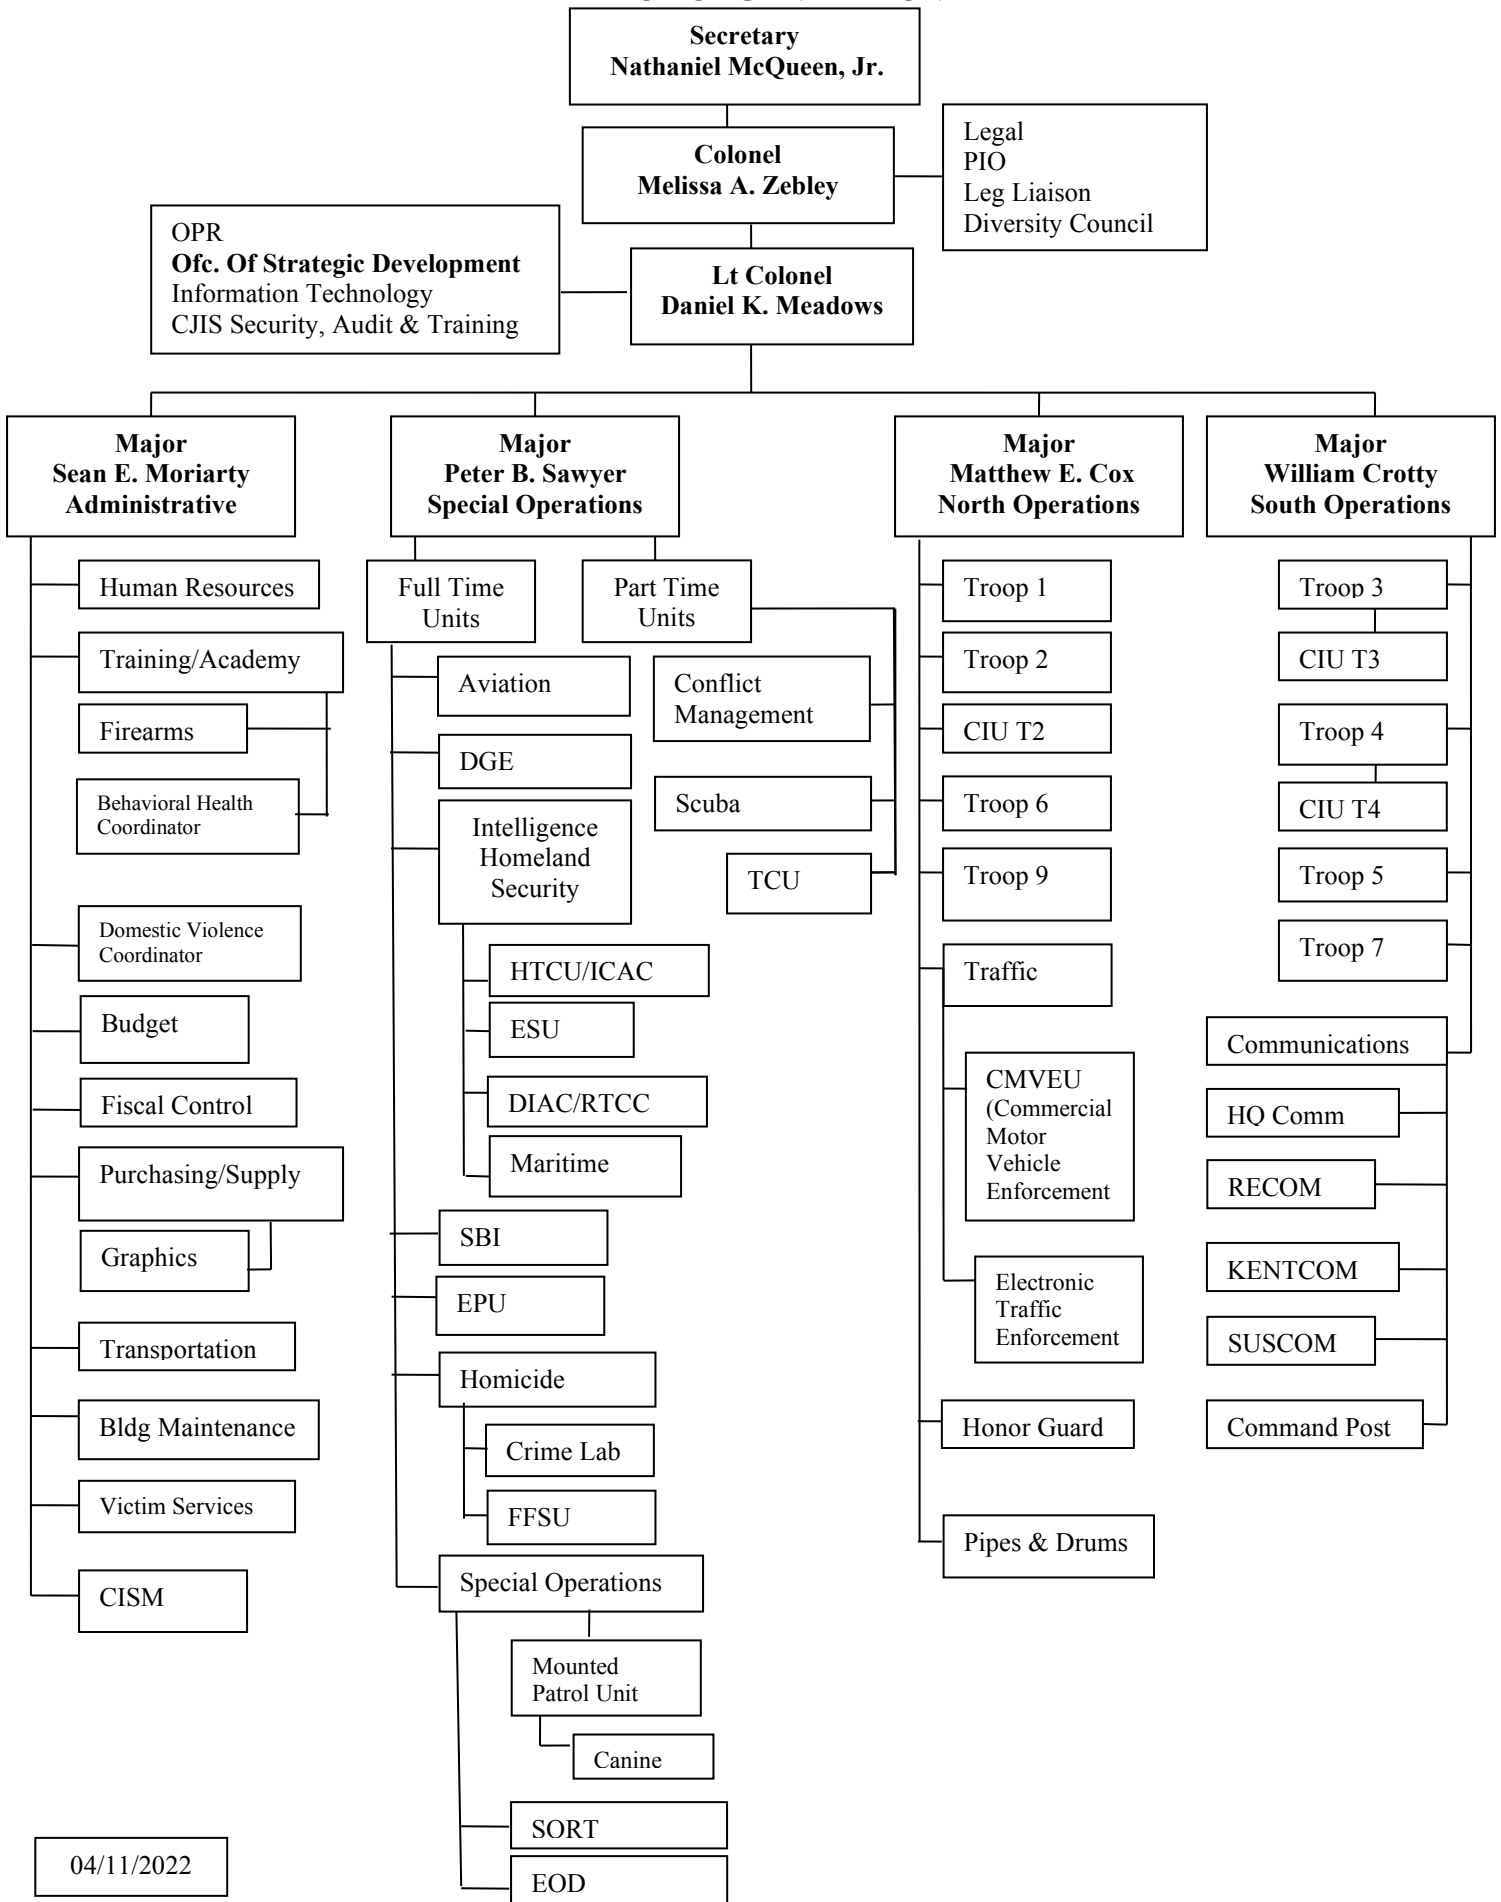 Secretary
Nathaniel McQueen, Jr.
Colonel
Melissa A. Zebley
Legal
PIO
Leg Liaison
Diversity Council
OPR
Ofc. Of Strategic Development
Information Technology
CJIS Security, Audit & Training
Lt Colonel
Daniel K. Meadows
Major
Sean E. Moriarty
Administrative
Human Resources
Training/Academy
Firearms
Behavioral Health
Coordinator
Domestic Violence
Coordinator
Budget
Fiscal Control
Purchasing/Supply
Graphics
Transportation
Bldg Maintenance
Victim Services
CISM
Major
Peter B. Sawyer
Special Operations
Full Time
Units
Aviation
DGE
Intelligence
Homeland
Security
HTCU/ICAC
ESU
DIAC/RTCC
Maritime
SBI
EPU
Homicide
Crime Lab
FFSU
Special Operations
Mounted
Patrol Unit
Canine
SORT
EOD
Part Time
Units
Conflict
Management
Scuba
TCU
Major
Matthew E. Cox
North Operations
Troop 1
Troop 2
CIU T2
Troop 6
Troop 9
Traffic
CMVEU
(Commercial
Motor
Vehicle
Enforcement
Electronic
Traffic
Enforcement
Honor Guard
Pipes & Drums
Major
William Crotty
South Operations
Troop 3
CIU T3
Troop 4
CIU T4
Troop 5
Troop 7
Communications
HQ Comm
RECOM
KENTCOM
SUSCOM
Command Post
04/11/2022